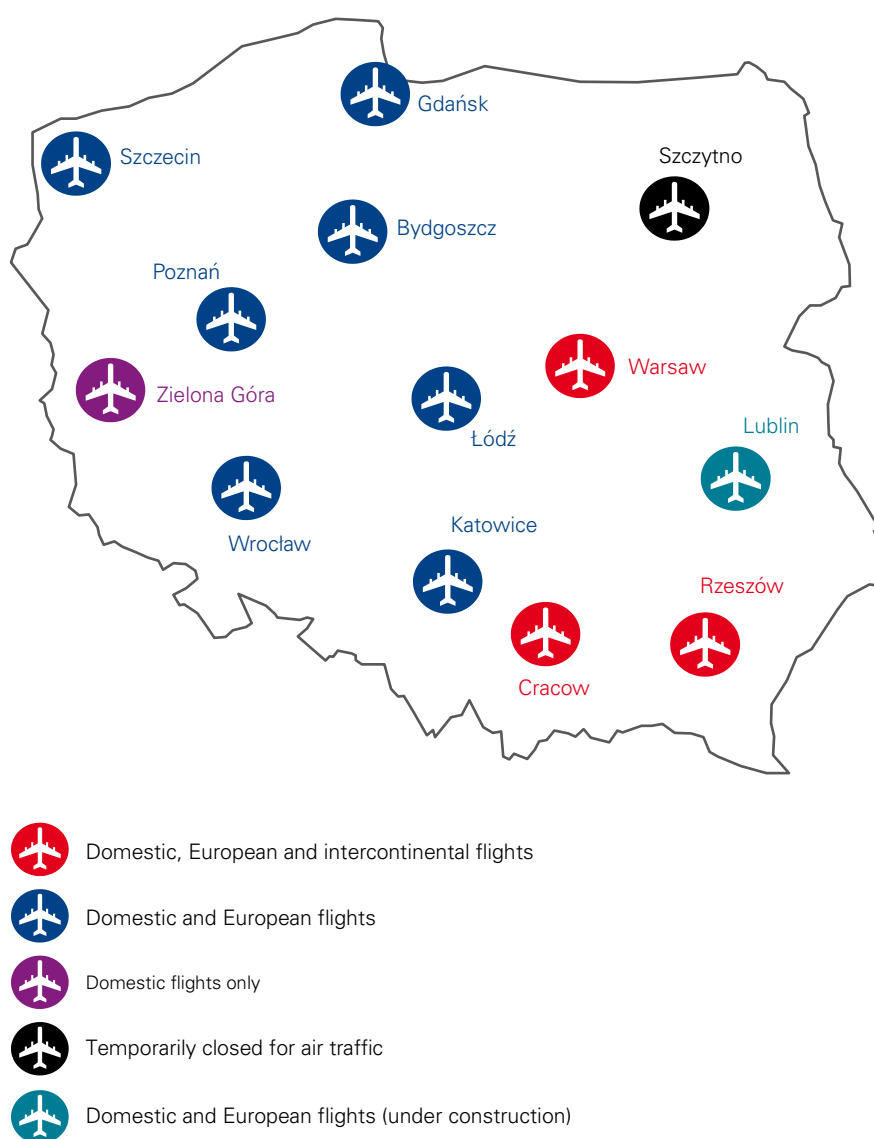 Gdańsk
Szczecin
Szczytno
Bydgoszcz
Poznań
Warsaw
Zielona Góra
Lublin
Łódź
Katowice
Wrocław
Rzeszów
Cracow
Domestic, European and intercontinental flights
Domestic and European flights
Domestic flights only
Temporarily closed for air traffic
Domestic and European flights (under construction)